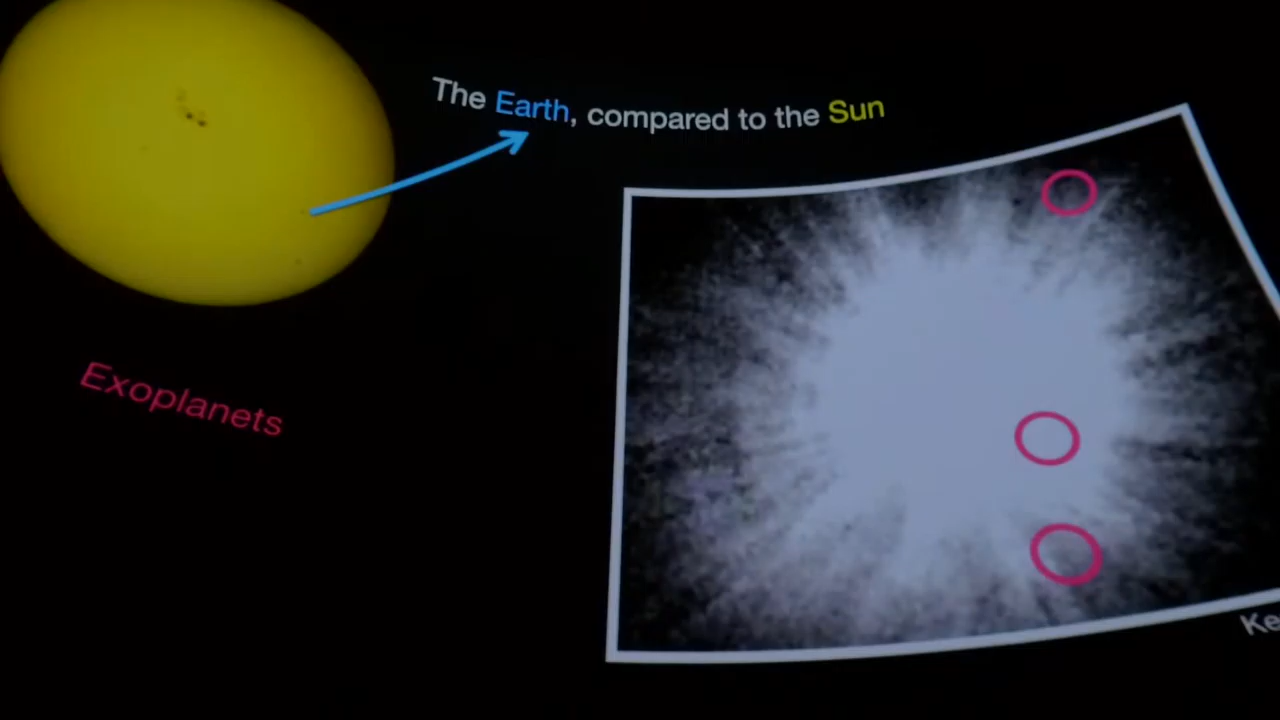 The Earth, compared to the Sun
Exoplanets